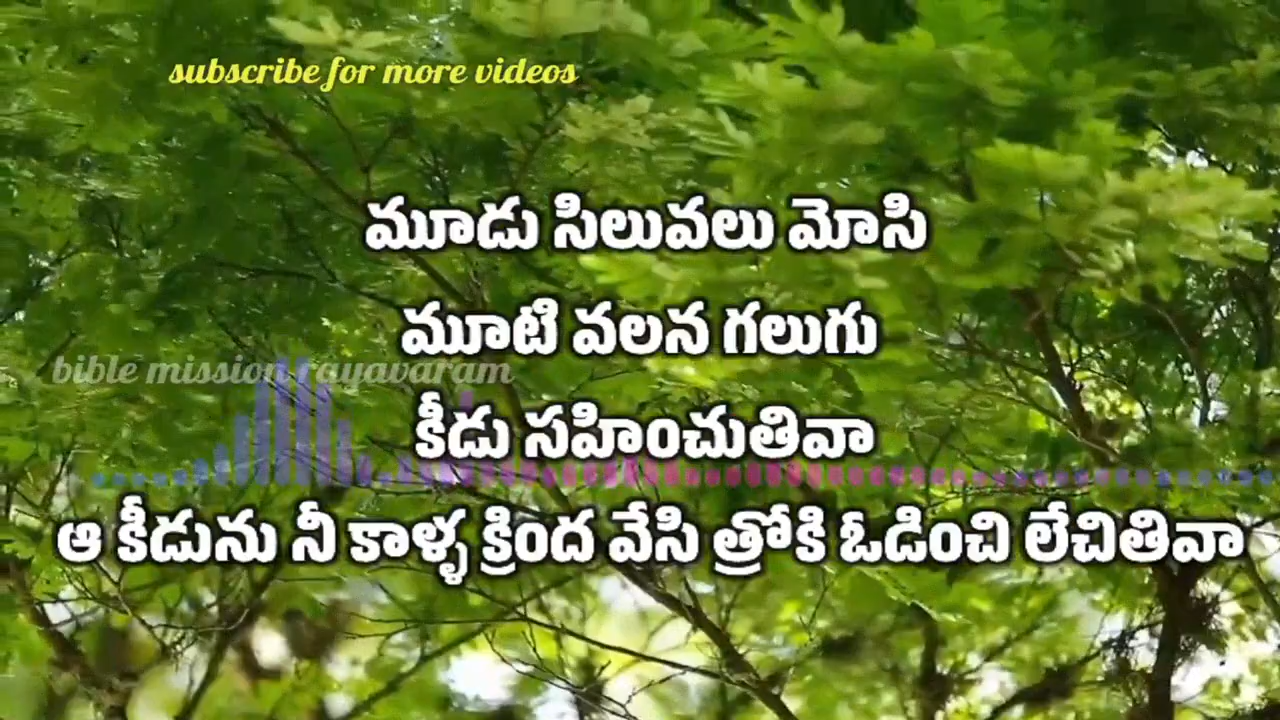 subscribe for more videos
మూడు సిలువలు మోసి
మూటి వలన గలుగు
bible mission rayavaram
కీడు సహించుతివా
ఆ కీడును నీ కాళ్ళ క్రింద వేసి త్రోకి ఓడించి లేచితివా